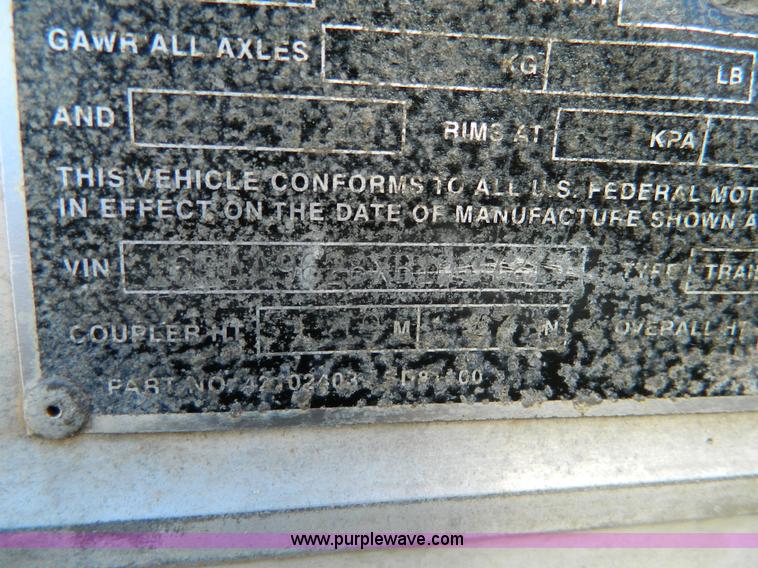 GAWR ALL AXLES KG LB
AND RIMS AT KPA
THIS VEHICLE CONFORMS TO ALL U.S. FEDERAL MOT
IN EFFECT ON THE DATE OF MANUFACTURE SHOWN A
VIN TYPE TRAI
COUPLER HT M N OVERALL HT
PART NO.
www.purplewave.com